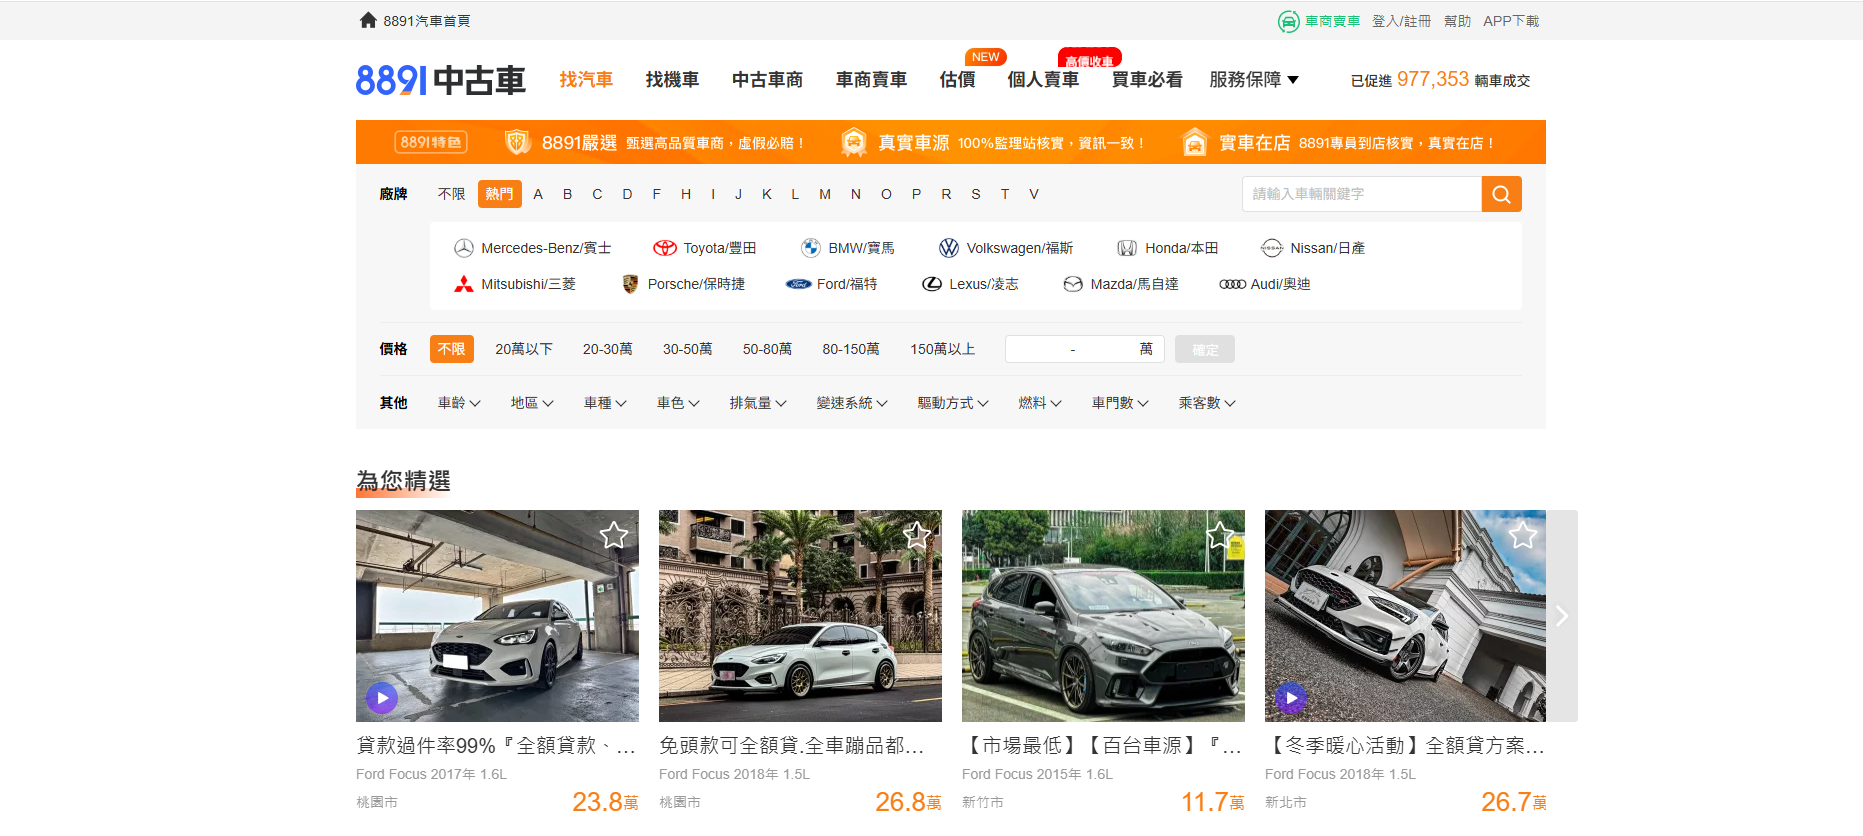 8891汽車首頁
車商賣車 登入/註冊 幫助 APP下載
8891 中古車
找汽車 找機車 中古車商 車商賣車 估價 NEW 個人賣車 高價收車 買車必看 服務保障
已促進 977,353 輛車成交
8891特色 8891嚴選 甄選高品質車商，虛假必賠！ 真實車源 100%監理站核實，資訊一致！ 實車在店 8891專員到店核實，真實在店！
廠牌 不限 熱門 A B C D F H I J K L M N O P R S T V 請輸入車輛關鍵字
Mercedes-Benz/賓士 Toyota/豐田 BMW/寶馬 Volkswagen/福斯 Honda/本田 Nissan/日產
Mitsubishi/三菱 Porsche/保時捷 Ford/福特 Lexus/凌志 Mazda/馬自達 Audi/奧迪
價格 不限 20萬以下 20-30萬 30-50萬 50-80萬 80-150萬 150萬以上 - 萬 確定
其他 車齡 地區 車種 車色 排氣量 變速系統 驅動方式 燃料 車門數 乘客數
為您精選
貸款過件率99%『全額貸款、...
Ford Focus 2017年 1.6L
桃園市 23.8萬
免頭款可全額貸.全車蹦品都...
Ford Focus 2018年 1.5L
桃園市 26.8萬
【市場最低】【百台車源】『...
Ford Focus 2015年 1.6L
新竹市 11.7萬
【冬季暖心活動】全額貸方案...
Ford Focus 2018年 1.5L
新北市 26.7萬